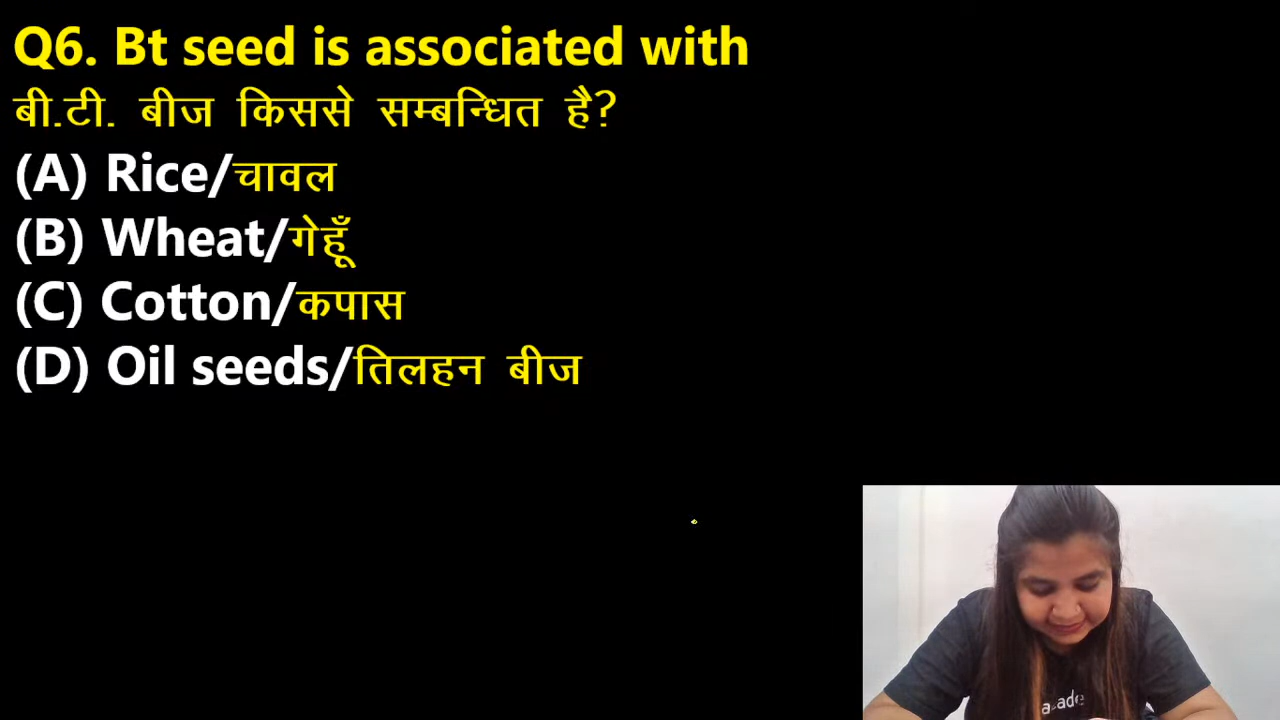 Q6. Bt seed is associated with
बी.टी. बीज किससे सम्बन्धित है?
(A) Rice/चावल
(B) Wheat/गेहूँ
(C) Cotton/कपास
(D) Oil seeds/तिलहन बीज